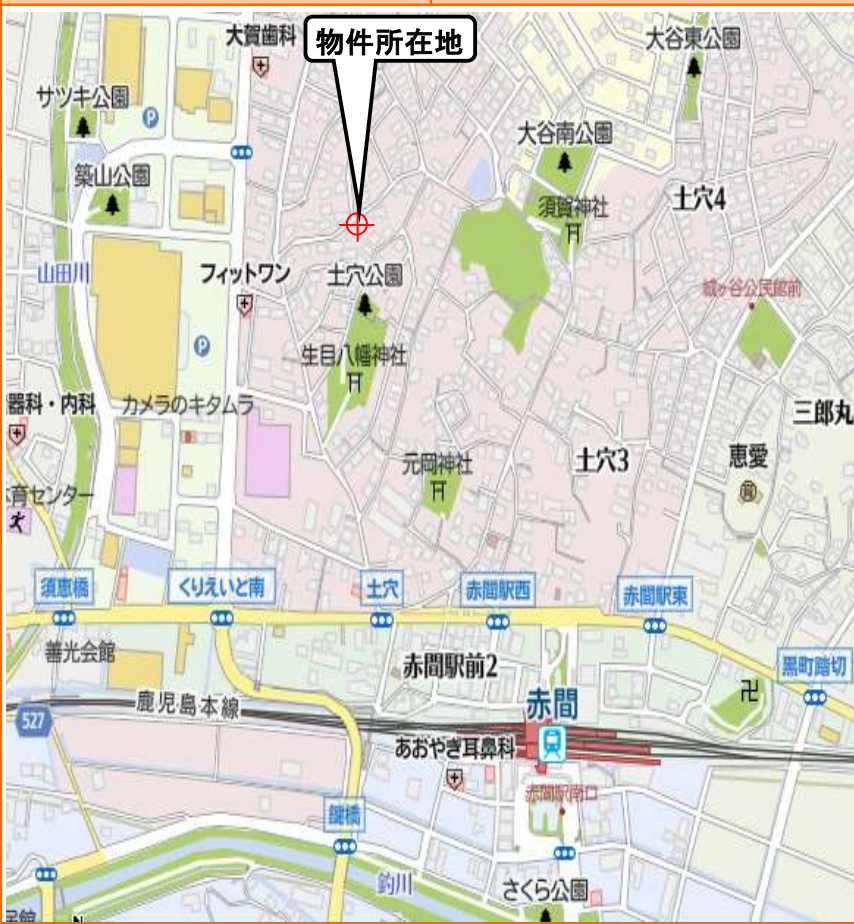 大賀歯科
物件所在地
大谷東公園
サツキ公園
P
大谷南公園
築山公園
須賀神社
土穴4
山田川
フィットワン
土穴公園
城ヶ谷公民館前
P
生目八幡神社
器科・内科
カメラのキタムラ
三郎丸
元岡神社
土穴3
恵愛
育センター
須恵橋
くりえいと南
土穴
赤間駅西
赤間駅東
善光会館
赤間駅前2
黒町踏切
鹿児島本線
赤間
527
あおやぎ耳鼻科
赤間駅南口
鍵橋
釣川
さくら公園